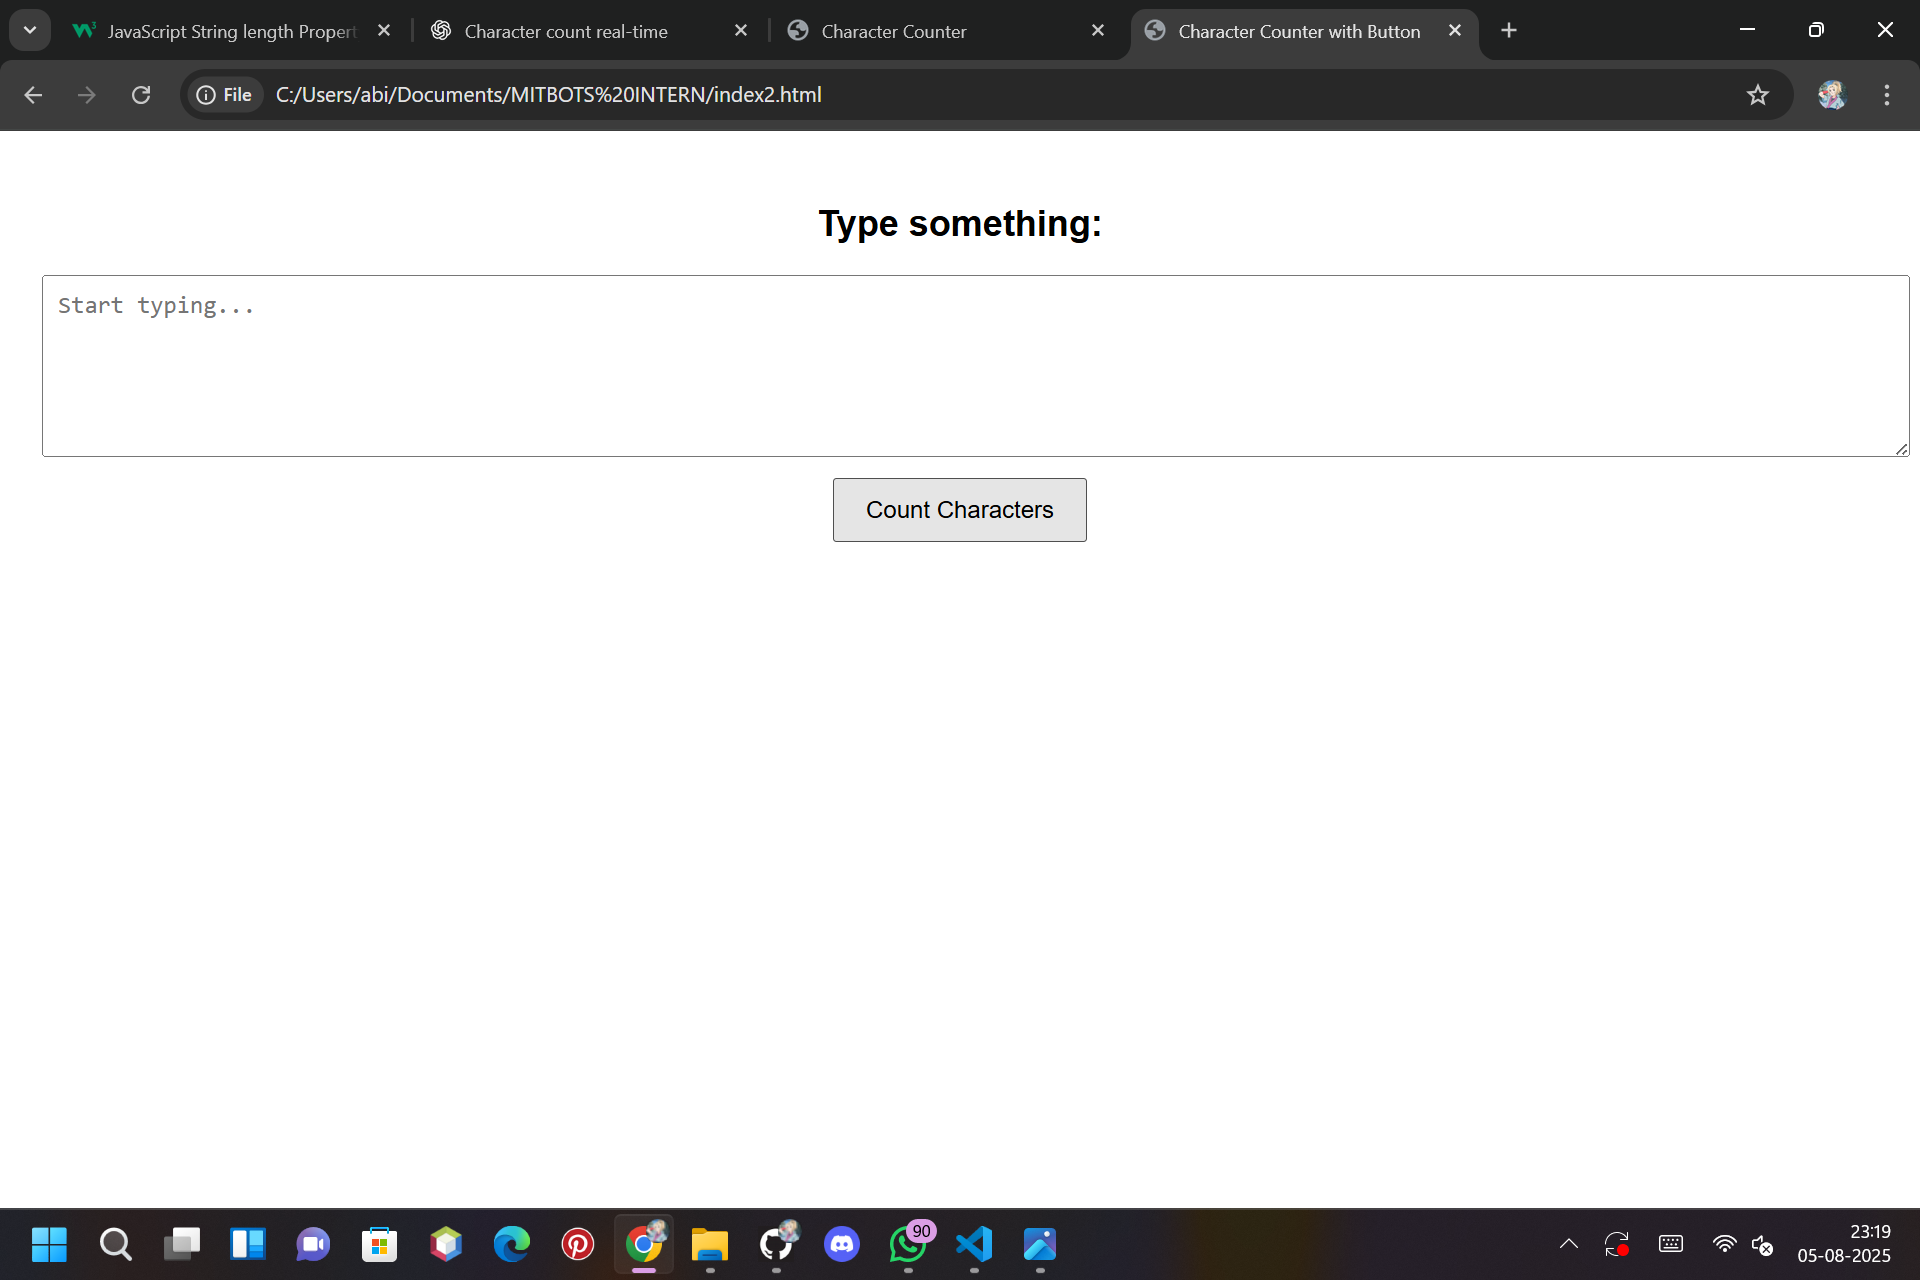 JavaScript String length Propert
Character count real-time
Character Counter
Character Counter with Button
File
C:/Users/abi/Documents/MITBOTS%20INTERN/index2.html
Type something:
Start typing...
Count Characters
90
23:19
05-08-2025